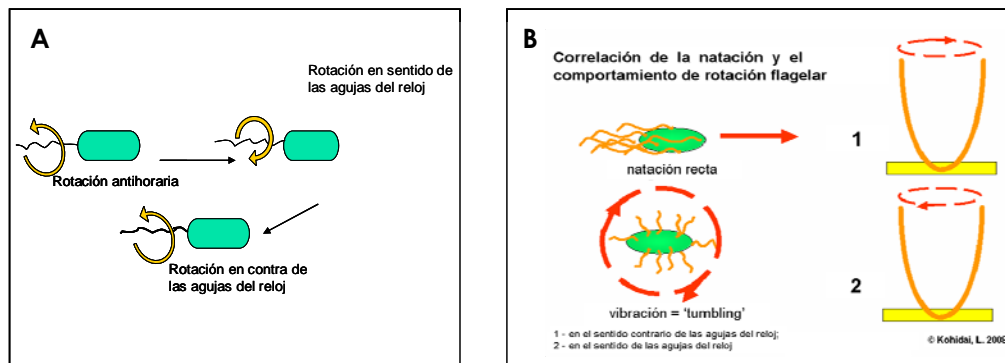 A
Rotación en sentido de
las agujas del reloj
Rotación antihoraria
Rotación en contra de
las agujas del reloj
B
Correlación de la natación y el
comportamiento de rotación flagelar
1
natación recta
2
vibración = 'tumbling'
1 - en el sentido contrario de las agujas del reloj;
2 - en el sentido de las agujas del reloj
© Kohidai, L. 2008